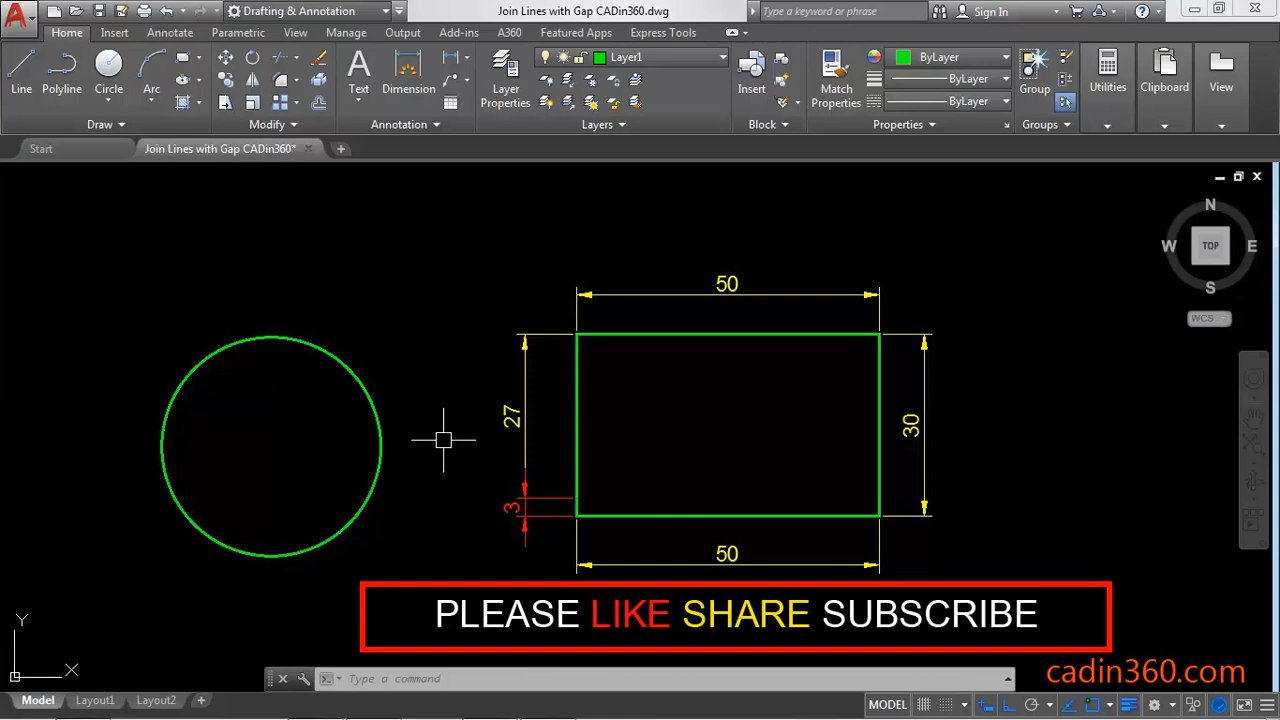 Drafting & Annotation
Join Lines with Gap CADin360.dwg
Type a keyword or phrase
Sign In
Home Insert Annotate Parametric View Manage Output Add-ins A360 Featured Apps Express Tools
Line
Polyline
Circle
Arc
Draw
Modify
Text
Dimension
Annotation
Layer Properties
Layer1
Layers
Insert
Block
Match Properties
ByLayer
ByLayer
ByLayer
Properties
Group
Groups
Utilities
Clipboard
View
Start
Join Lines with Gap CADin360*
N
W
TOP
E
S
WCS
50
27
30
3
50
PLEASE LIKE SHARE SUBSCRIBE
Y
X
Type a command
cadin360.com
Model
Layout1
Layout2
MODEL